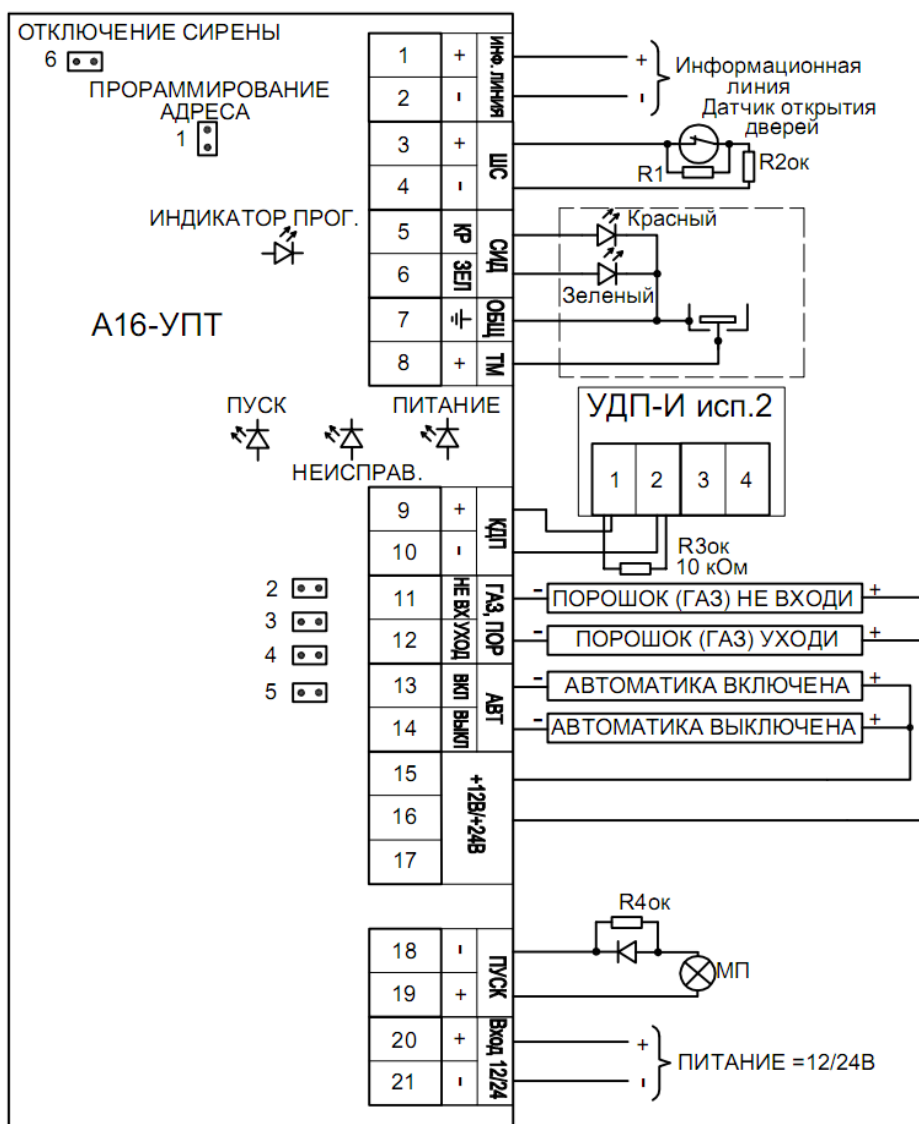 ОТКЛЮЧЕНИЕ СИРЕНЫ
6
ПРОРАММИРОВАНИЕ
АДРЕСА
1
ИНДИКАТОР ПРОГ.
А16-УПТ
ПУСК
ПИТАНИЕ
НЕИСПРАВ.
2
3
4
5
1 + ИНФ. ЛИНИЯ
2 -
3 + ШС
4 -
5 КР СИД
6 ЗЕЛ
7 ОБЩ
8 + ТМ
9 + КДП
10 -
11 НЕ ВХ ГАЗ, ПОР
12 УХОД
13 ВКЛ АВТ
14 ВЫКЛ
15 +12В/+24В
16
17
18 - ПУСК
19 +
20 + Вход 12/24
21 -
+
-
Информационная
линия
Датчик открытия
дверей
R1
R2ок
Красный
Зеленый
УДП-И исп.2
1 2 3 4
R3ок
10 кОм
- ПОРОШОК (ГАЗ) НЕ ВХОДИ +
- ПОРОШОК (ГАЗ) УХОДИ +
- АВТОМАТИКА ВКЛЮЧЕНА +
- АВТОМАТИКА ВЫКЛЮЧЕНА +
R4ок
МП
+
-
ПИТАНИЕ =12/24В